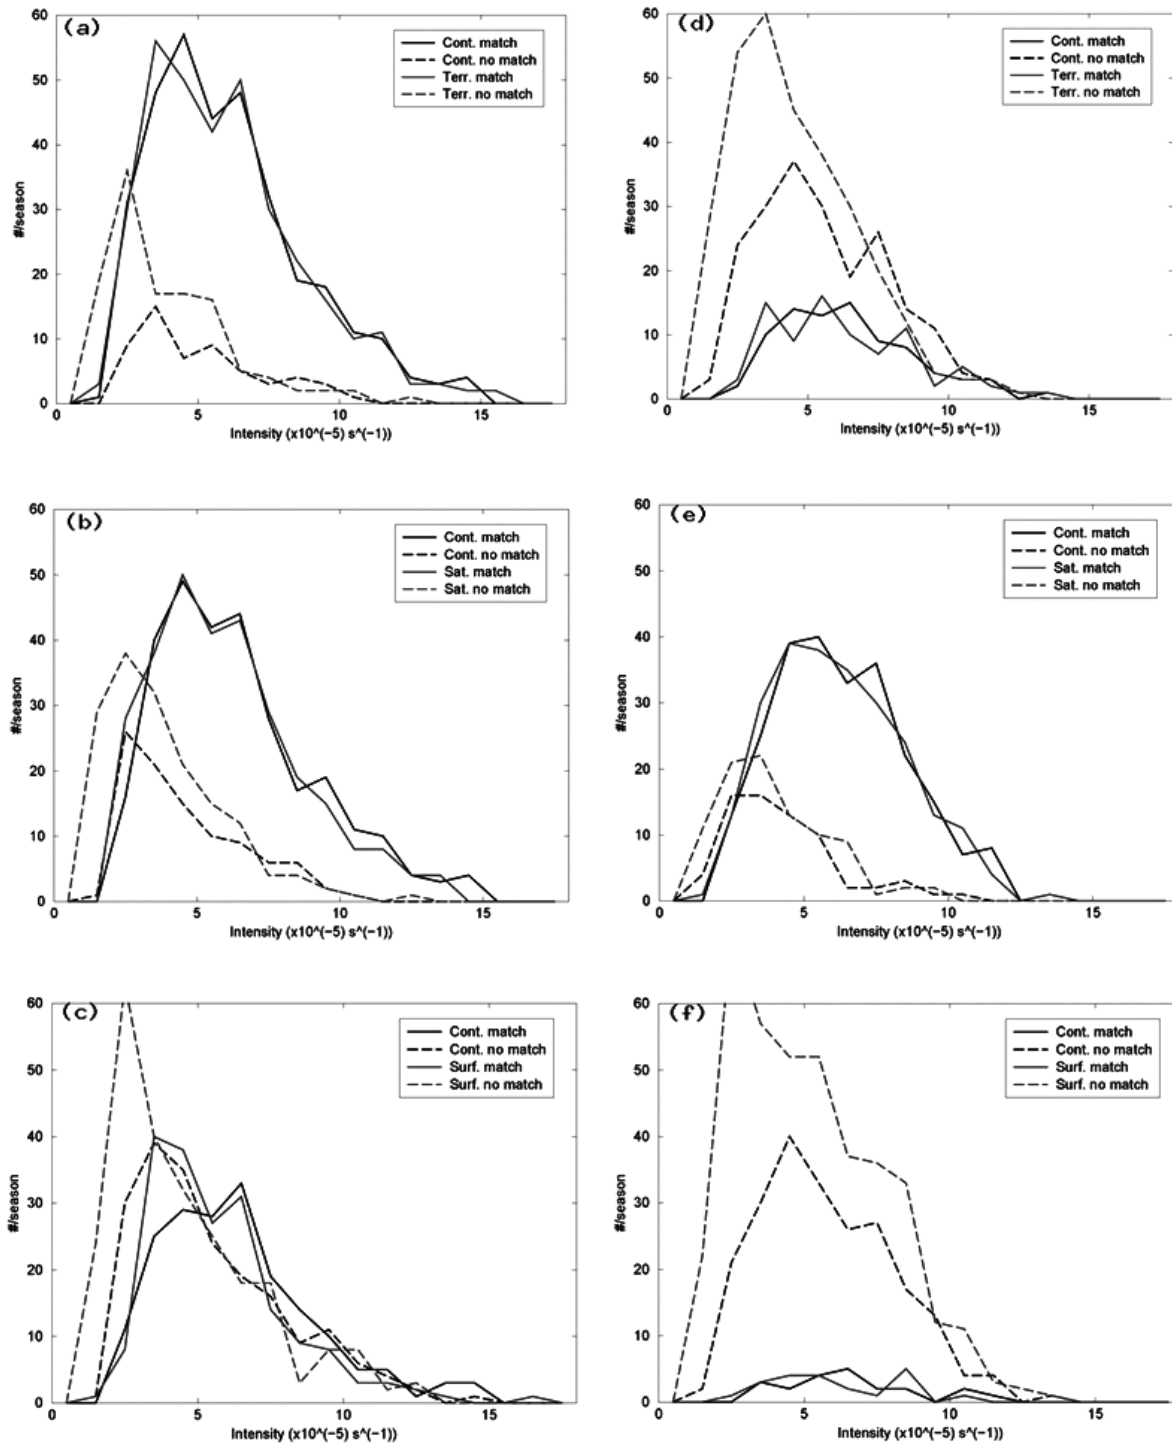 (a)
Cont. match
Cont. no match
Terr. match
Terr. no match
#/season
60
50
40
30
20
10
0
0 5 10 15
Intensity (x10^(−5) s^(−1))
(d)
Cont. match
Cont. no match
Terr. match
Terr. no match
#/season
60
50
40
30
20
10
0
0 5 10 15
Intensity (x10^(−5) s^(−1))
(b)
Cont. match
Cont. no match
Sat. match
Sat. no match
#/season
60
50
40
30
20
10
0
0 5 10 15
Intensity (x10^(−5) s^(−1))
(e)
Cont. match
Cont. no match
Sat. match
Sat. no match
#/season
60
50
40
30
20
10
0
0 5 10 15
Intensity (x10^(−5) s^(−1))
(c)
Cont. match
Cont. no match
Surf. match
Surf. no match
#/season
60
50
40
30
20
10
0
0 5 10 15
Intensity (x10^(−5) s^(−1))
(f)
Cont. match
Cont. no match
Surf. match
Surf. no match
#/season
60
50
40
30
20
10
0
0 5 10 15
Intensity (x10^(−5) s^(−1))